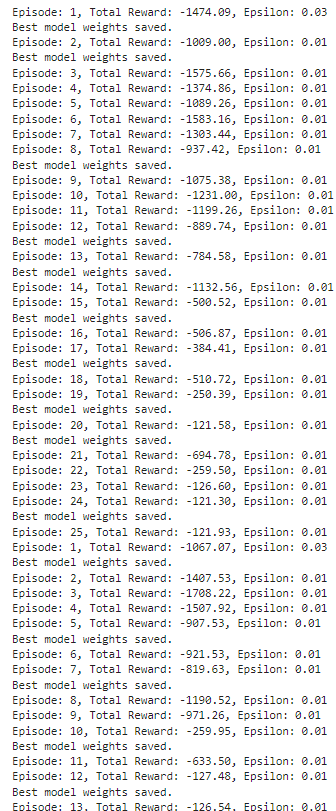 Episode: 1, Total Reward: -1474.09, Epsilon: 0.03
Best model weights saved.
Episode: 2, Total Reward: -1009.00, Epsilon: 0.01
Best model weights saved.
Episode: 3, Total Reward: -1575.66, Epsilon: 0.01
Episode: 4, Total Reward: -1374.86, Epsilon: 0.01
Episode: 5, Total Reward: -1089.26, Epsilon: 0.01
Episode: 6, Total Reward: -1583.16, Epsilon: 0.01
Episode: 7, Total Reward: -1303.44, Epsilon: 0.01
Episode: 8, Total Reward: -937.42, Epsilon: 0.01
Best model weights saved.
Episode: 9, Total Reward: -1075.38, Epsilon: 0.01
Episode: 10, Total Reward: -1231.00, Epsilon: 0.01
Episode: 11, Total Reward: -1199.26, Epsilon: 0.01
Episode: 12, Total Reward: -889.74, Epsilon: 0.01
Best model weights saved.
Episode: 13, Total Reward: -784.58, Epsilon: 0.01
Best model weights saved.
Episode: 14, Total Reward: -1132.56, Epsilon: 0.01
Episode: 15, Total Reward: -500.52, Epsilon: 0.01
Best model weights saved.
Episode: 16, Total Reward: -506.87, Epsilon: 0.01
Episode: 17, Total Reward: -384.41, Epsilon: 0.01
Best model weights saved.
Episode: 18, Total Reward: -510.72, Epsilon: 0.01
Episode: 19, Total Reward: -250.39, Epsilon: 0.01
Best model weights saved.
Episode: 20, Total Reward: -121.58, Epsilon: 0.01
Best model weights saved.
Episode: 21, Total Reward: -694.78, Epsilon: 0.01
Episode: 22, Total Reward: -259.50, Epsilon: 0.01
Episode: 23, Total Reward: -126.60, Epsilon: 0.01
Episode: 24, Total Reward: -121.30, Epsilon: 0.01
Best model weights saved.
Episode: 25, Total Reward: -121.93, Epsilon: 0.01
Episode: 1, Total Reward: -1067.07, Epsilon: 0.03
Best model weights saved.
Episode: 2, Total Reward: -1407.53, Epsilon: 0.01
Episode: 3, Total Reward: -1708.22, Epsilon: 0.01
Episode: 4, Total Reward: -1507.92, Epsilon: 0.01
Episode: 5, Total Reward: -907.53, Epsilon: 0.01
Best model weights saved.
Episode: 6, Total Reward: -921.53, Epsilon: 0.01
Episode: 7, Total Reward: -819.63, Epsilon: 0.01
Best model weights saved.
Episode: 8, Total Reward: -1190.52, Epsilon: 0.01
Episode: 9, Total Reward: -971.26, Epsilon: 0.01
Episode: 10, Total Reward: -259.95, Epsilon: 0.01
Best model weights saved.
Episode: 11, Total Reward: -633.50, Epsilon: 0.01
Episode: 12, Total Reward: -127.48, Epsilon: 0.01
Best model weights saved.
Episode: 13, Total Reward: -126.54, Epsilon: 0.01